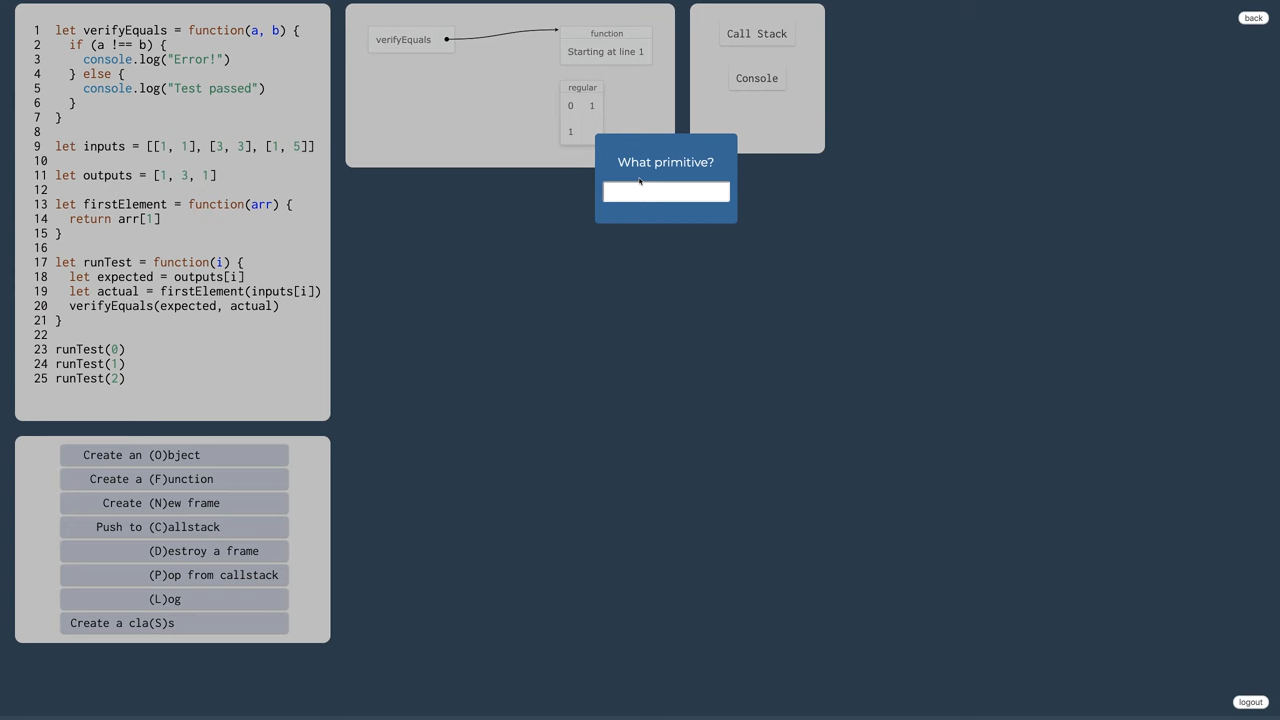 1 let verifyEquals = function(a, b) {
2   if (a !== b) {
3     console.log("Error!")
4   } else {
5     console.log("Test passed")
6   }
7 }
8
9 let inputs = [[1, 1], [3, 3], [1, 5]]
10
11 let outputs = [1, 3, 1]
12
13 let firstElement = function(arr) {
14   return arr[1]
15 }
16
17 let runTest = function(i) {
18   let expected = outputs[i]
19   let actual = firstElement(inputs[i])
20   verifyEquals(expected, actual)
21 }
22
23 runTest(0)
24 runTest(1)
25 runTest(2)
Create an (O)bject
Create a (F)unction
Create (N)ew frame
Push to (C)allstack
(D)estroy a frame
(P)op from callstack
(L)og
Create a cla(S)s
verifyEquals
function
Starting at line 1
regular
0 1
1
What primitive?
Call Stack
Console
back
logout